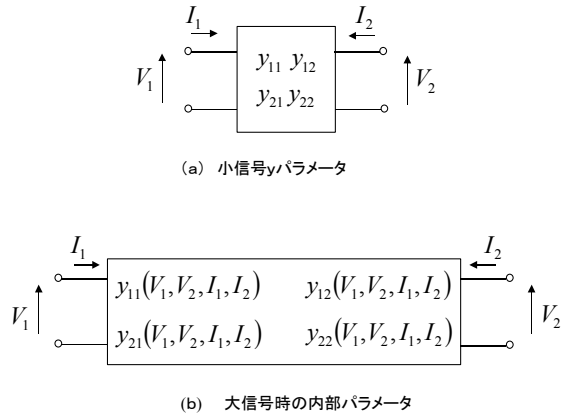 I₁ I₂
V₁ y₁₁ y₁₂ V₂
y₂₁ y₂₂
(a) 小信号yパラメータ
I₁ I₂
y₁₁(V₁,V₂,I₁,I₂) y₁₂(V₁,V₂,I₁,I₂)
V₁ V₂
y₂₁(V₁,V₂,I₁,I₂) y₂₂(V₁,V₂,I₁,I₂)
(b) 大信号時の内部パラメータ